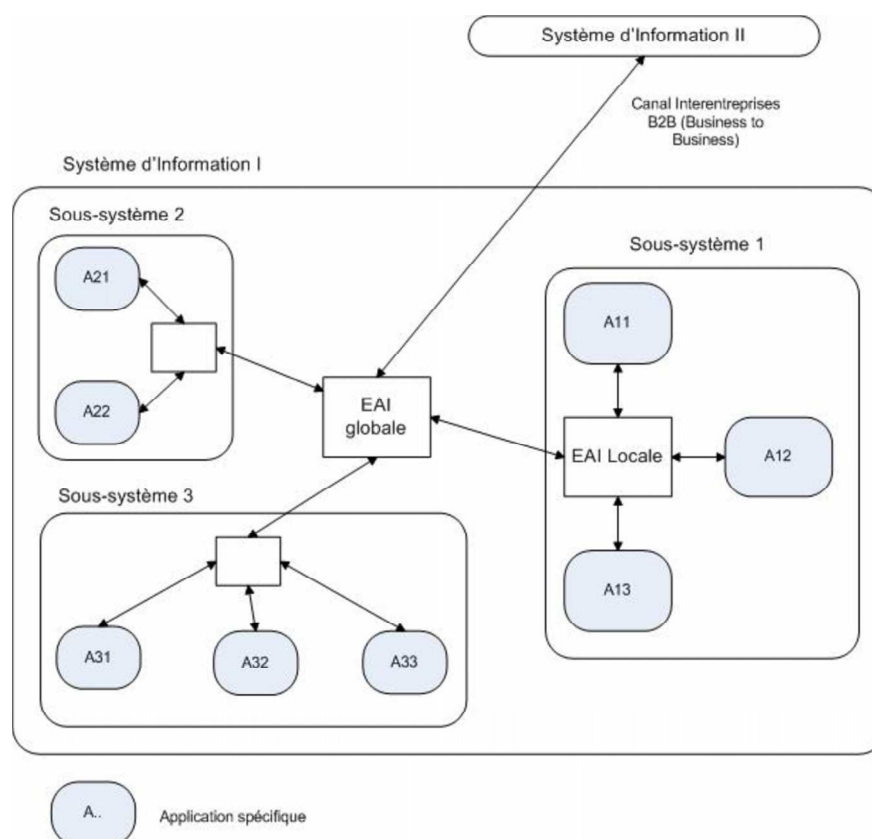 Système d'Information II
Canal Interentreprises
B2B (Business to
Business)
Système d'Information I
Sous-système 2
Sous-système 1
A21
A11
A22
EAI
globale
EAI Locale
A12
Sous-système 3
A13
A31
A32
A33
A..
Application spécifique